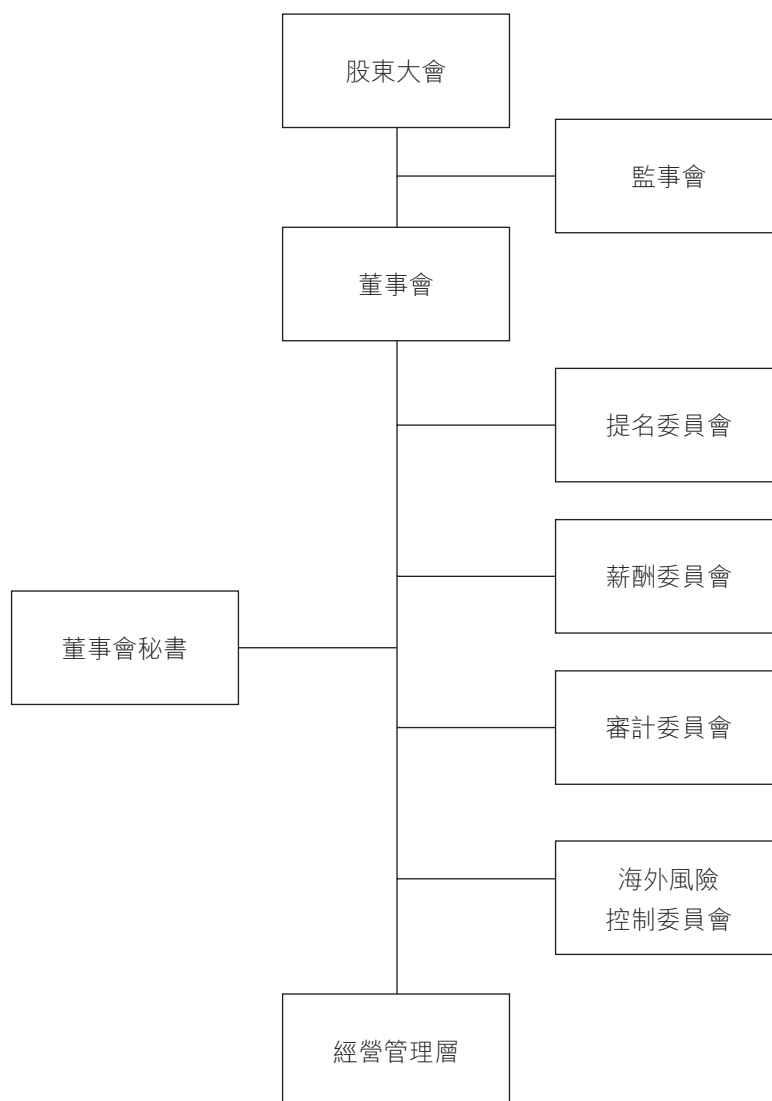 股東大會
監事會
董事會
提名委員會
薪酬委員會
董事會秘書
審計委員會
海外風險
控制委員會
經營管理層